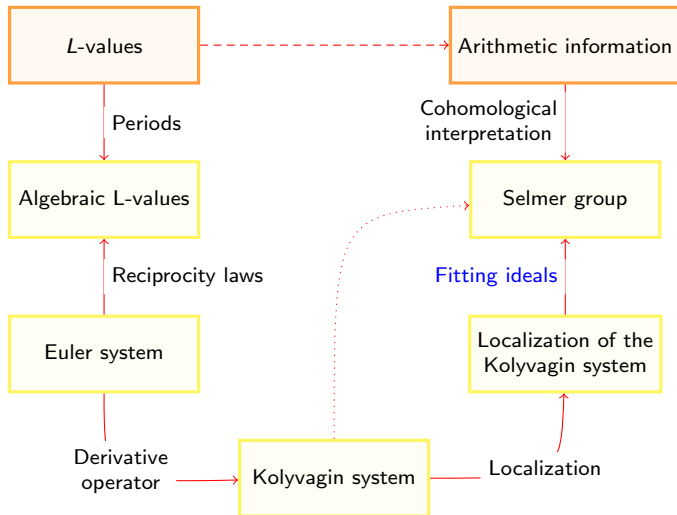 L-values
Arithmetic information
Periods
Cohomological
interpretation
Algebraic L-values
Selmer group
Reciprocity laws
Fitting ideals
Euler system
Localization of the
Kolyvagin system
Derivative
operator
Kolyvagin system
Localization